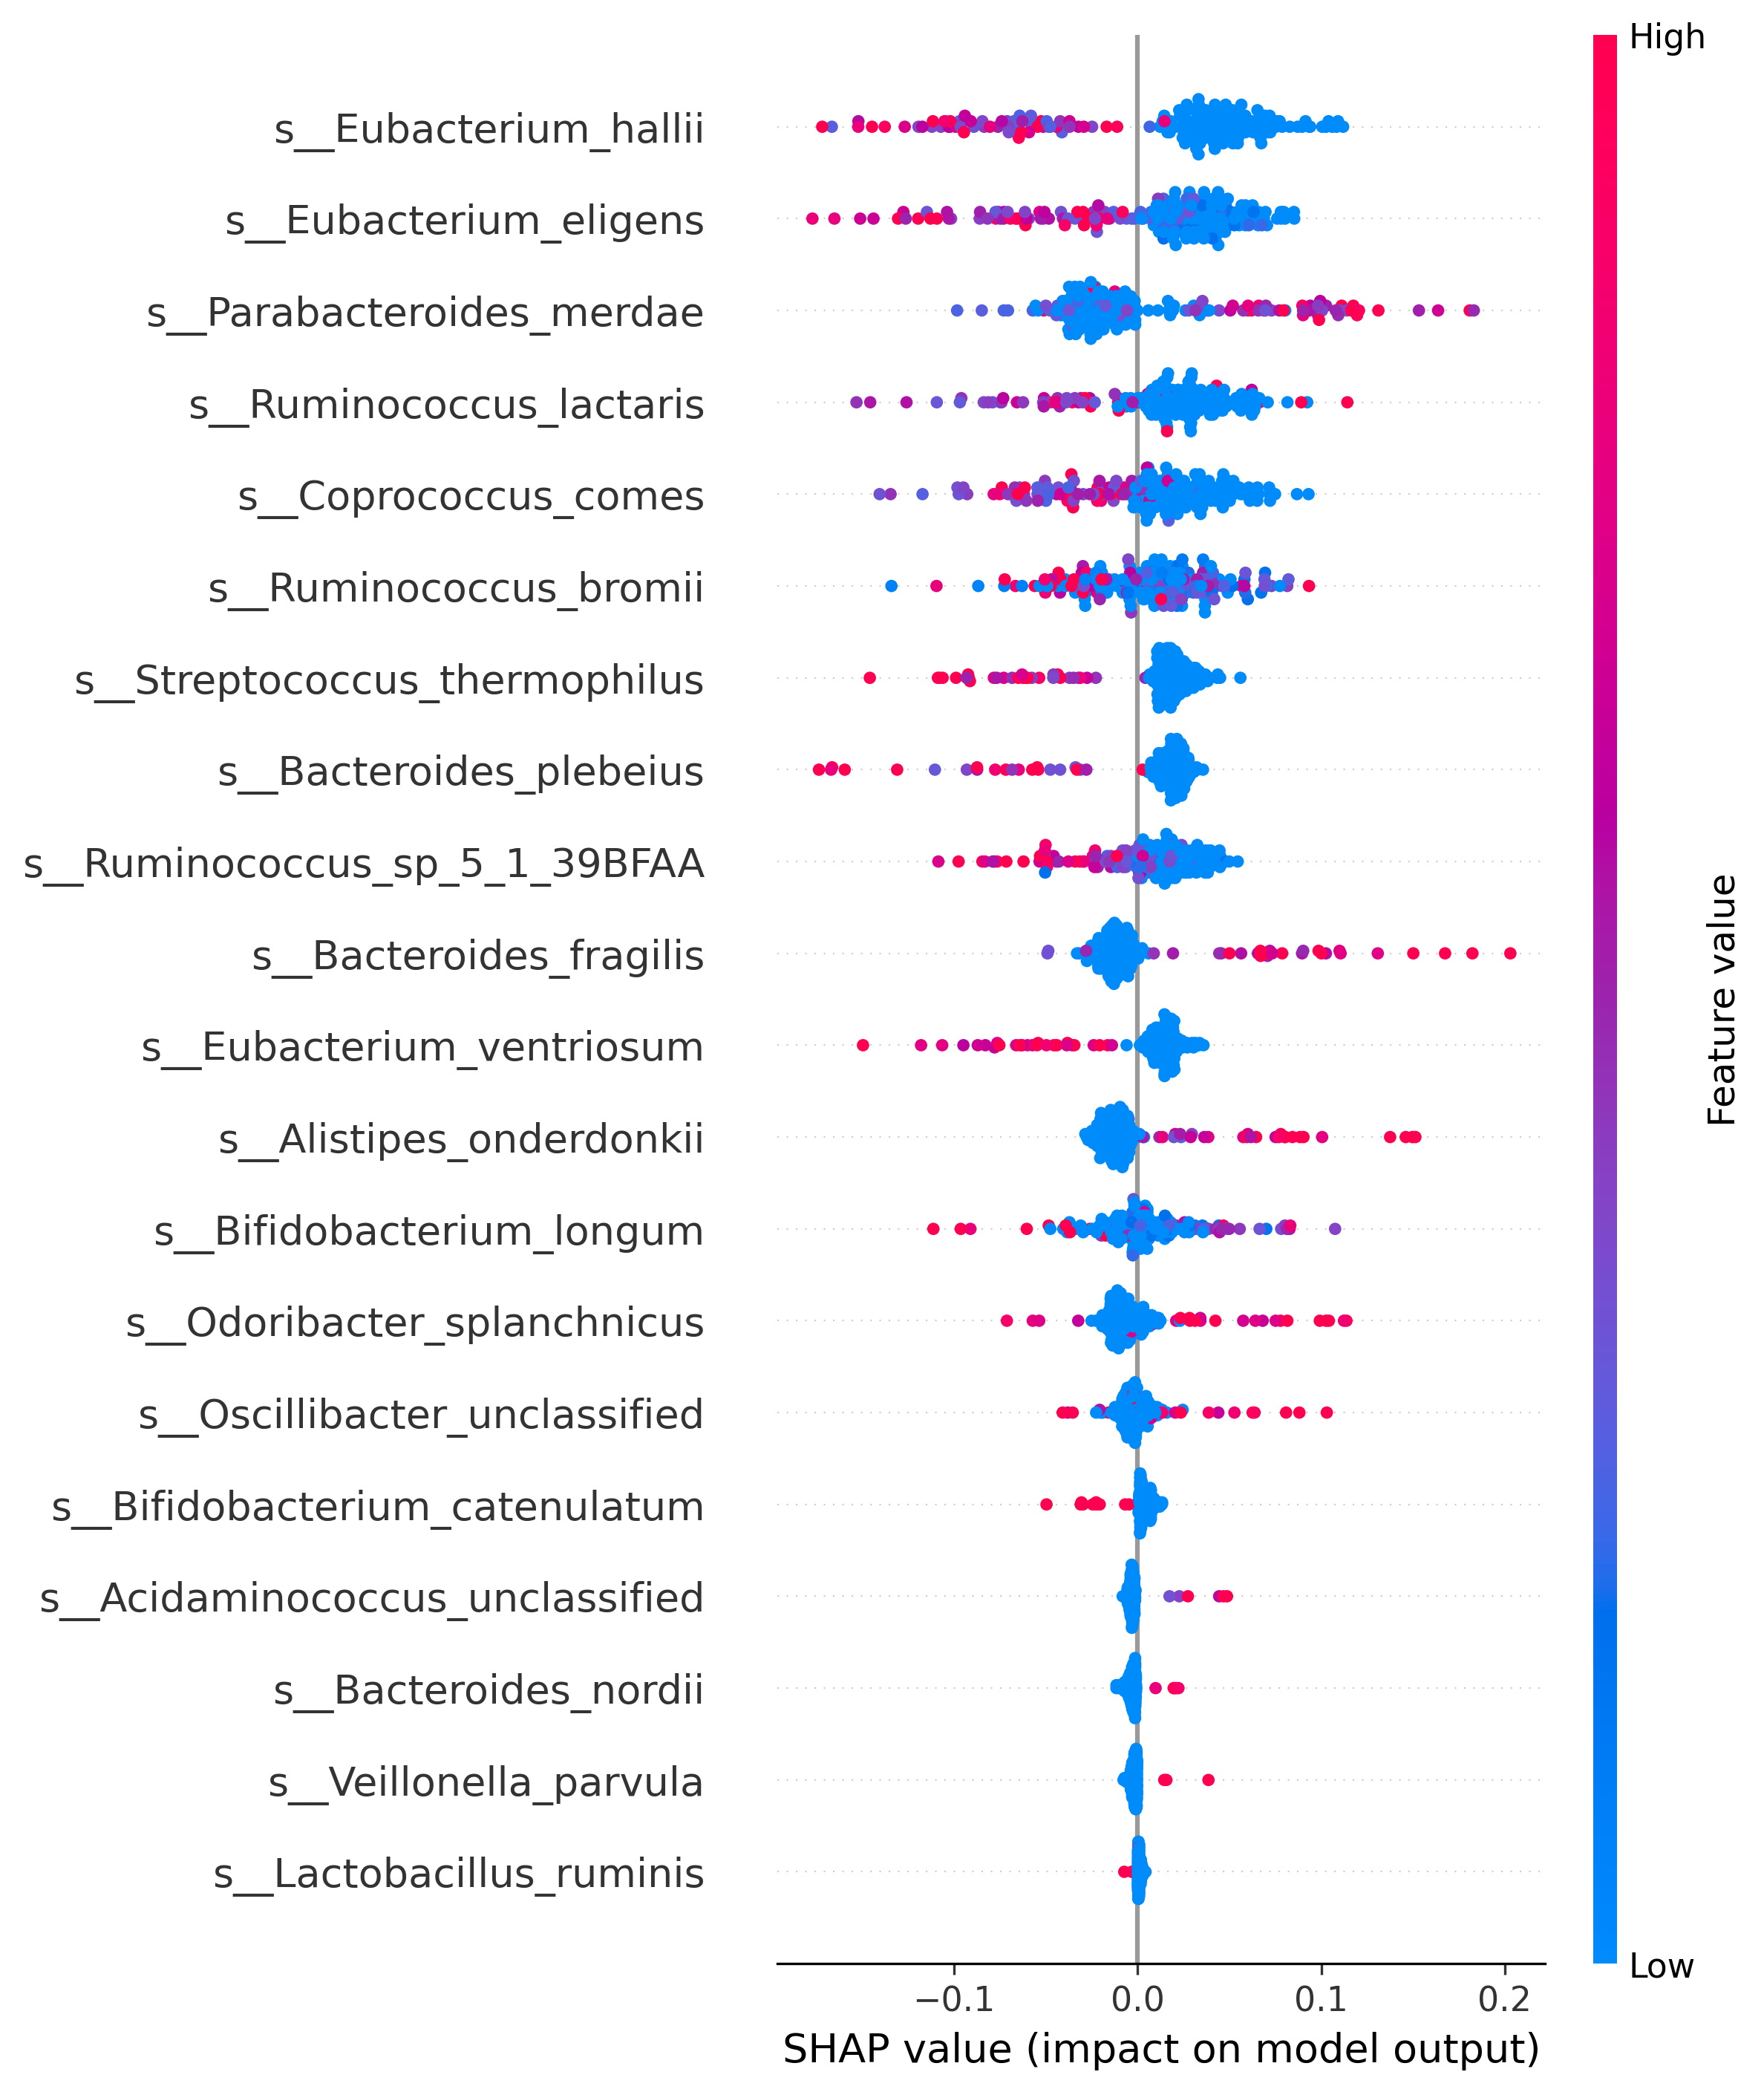 High
s__Eubacterium_hallii
s__Eubacterium_eligens
s__Parabacteroides_merdae
s__Ruminococcus_lactaris
s__Coprococcus_comes
s__Ruminococcus_bromii
s__Streptococcus_thermophilus
s__Bacteroides_plebeius
s__Ruminococcus_sp_5_1_39BFAA
s__Bacteroides_fragilis
s__Eubacterium_ventriosum
s__Alistipes_onderdonkii
s__Bifidobacterium_longum
s__Odoribacter_splanchnicus
s__Oscillibacter_unclassified
s__Bifidobacterium_catenulatum
s__Acidaminococcus_unclassified
s__Bacteroides_nordii
s__Veillonella_parvula
s__Lactobacillus_ruminis
Feature value
Low
−0.1 0.0 0.1 0.2
SHAP value (impact on model output)